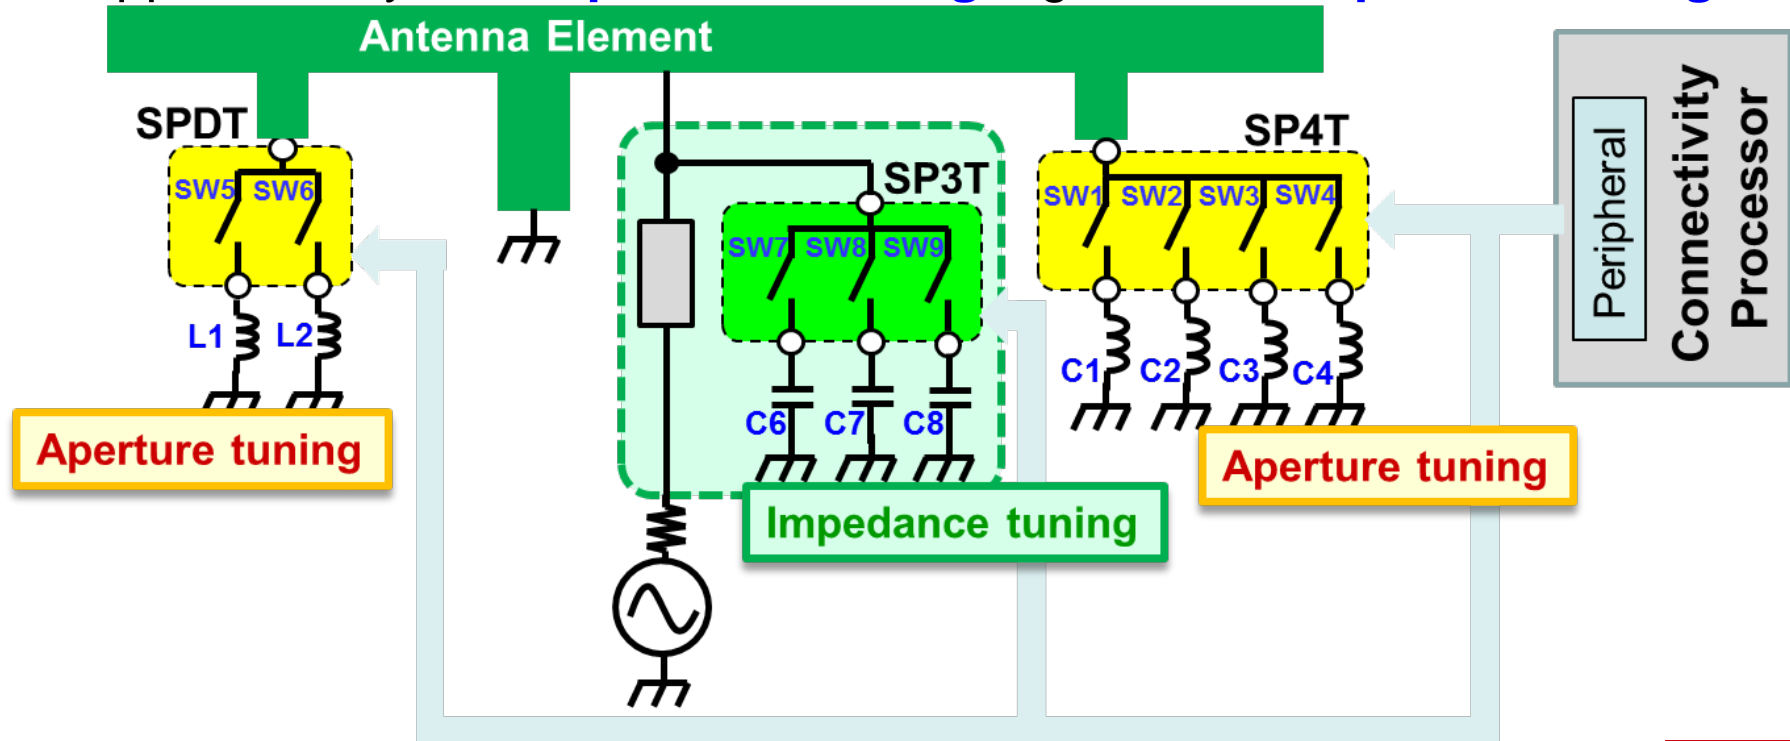 Antenna Element
SPDT
SW5 SW6
L1 L2
Aperture tuning
SP3T
SW7 SW8 SW9
C6 C7 C8
Impedance tuning
SP4T
SW1 SW2 SW3 SW4
C1 C2 C3 C4
Aperture tuning
Peripheral
Connectivity
Processor